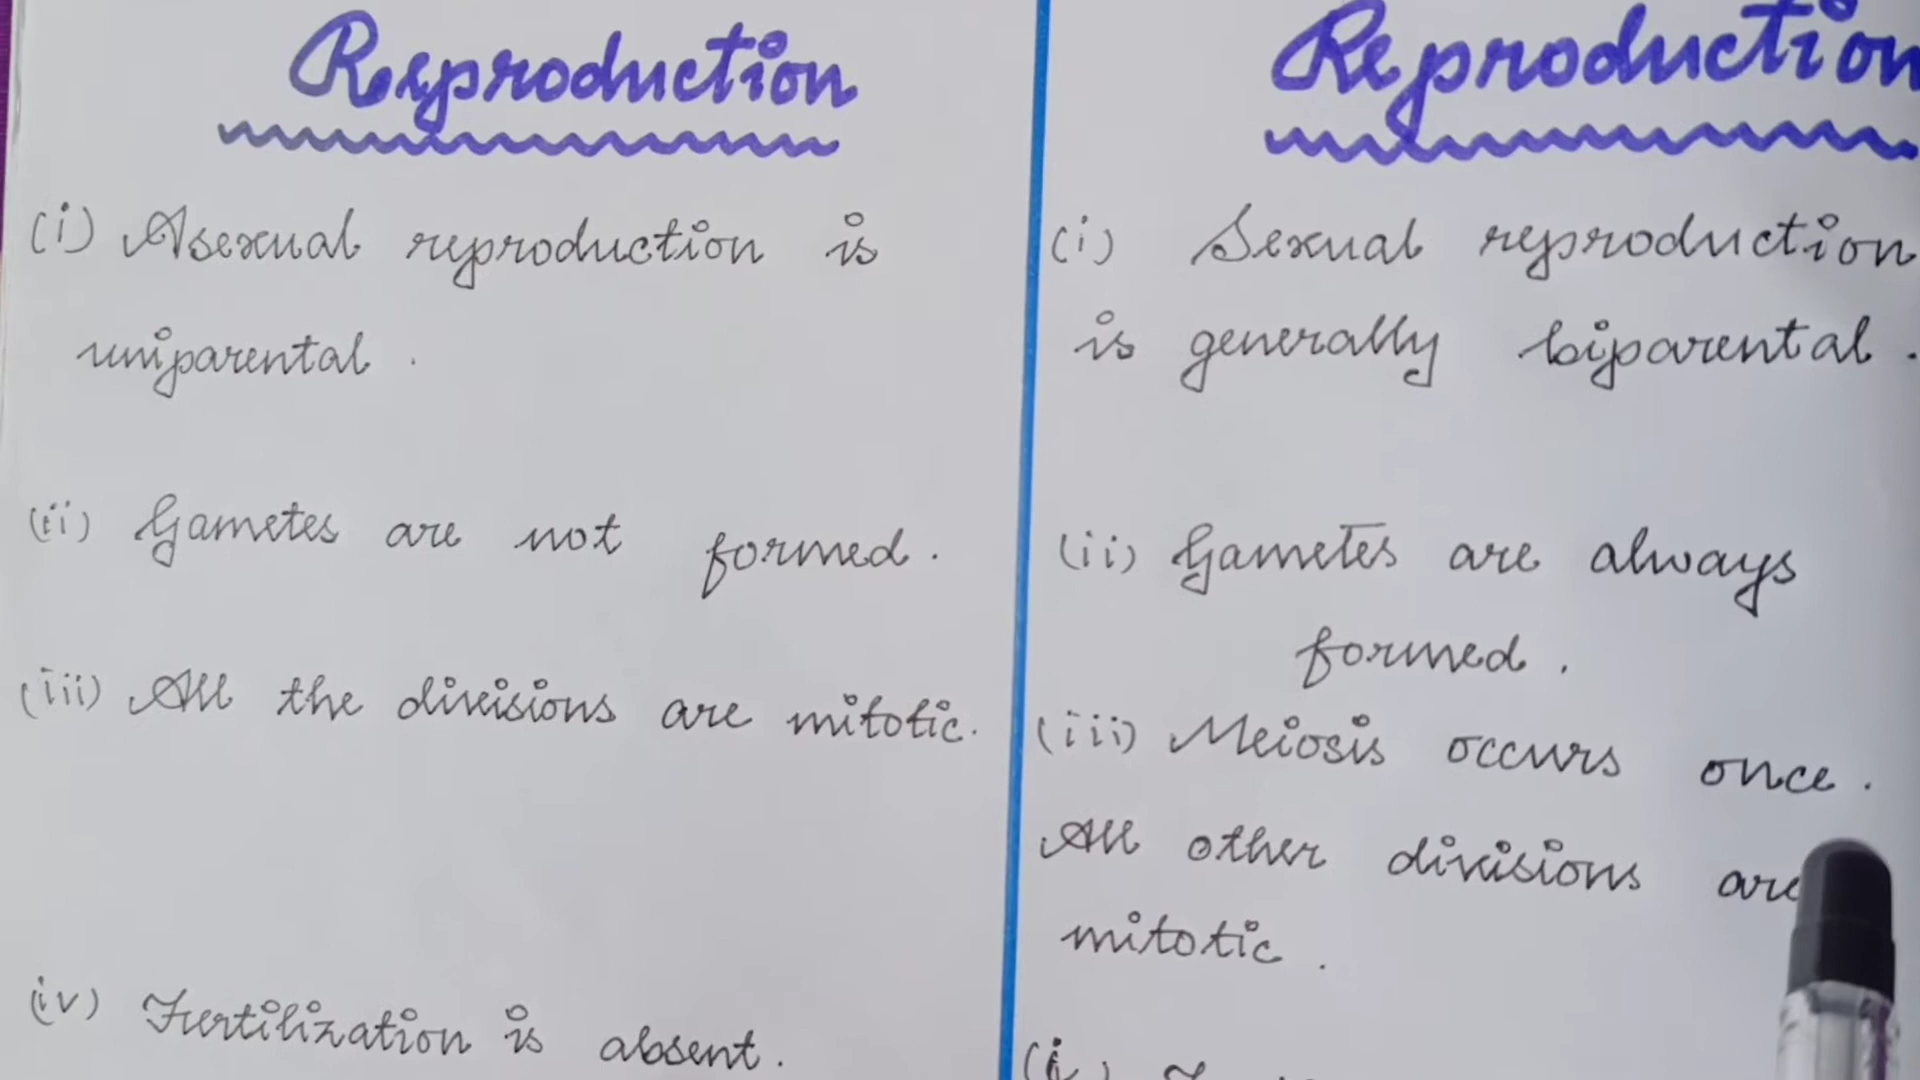 Reproduction
(i) Asexual reproduction is
uniparental.
(ii) Gametes are not formed.
(iii) All the divisions are mitotic.
(iv) Fertilization is absent.
Reproduction
(i) Sexual reproduction
is generally biparental.
(ii) Gametes are always
formed.
(iii) Meiosis occurs once.
All other divisions are
mitotic.